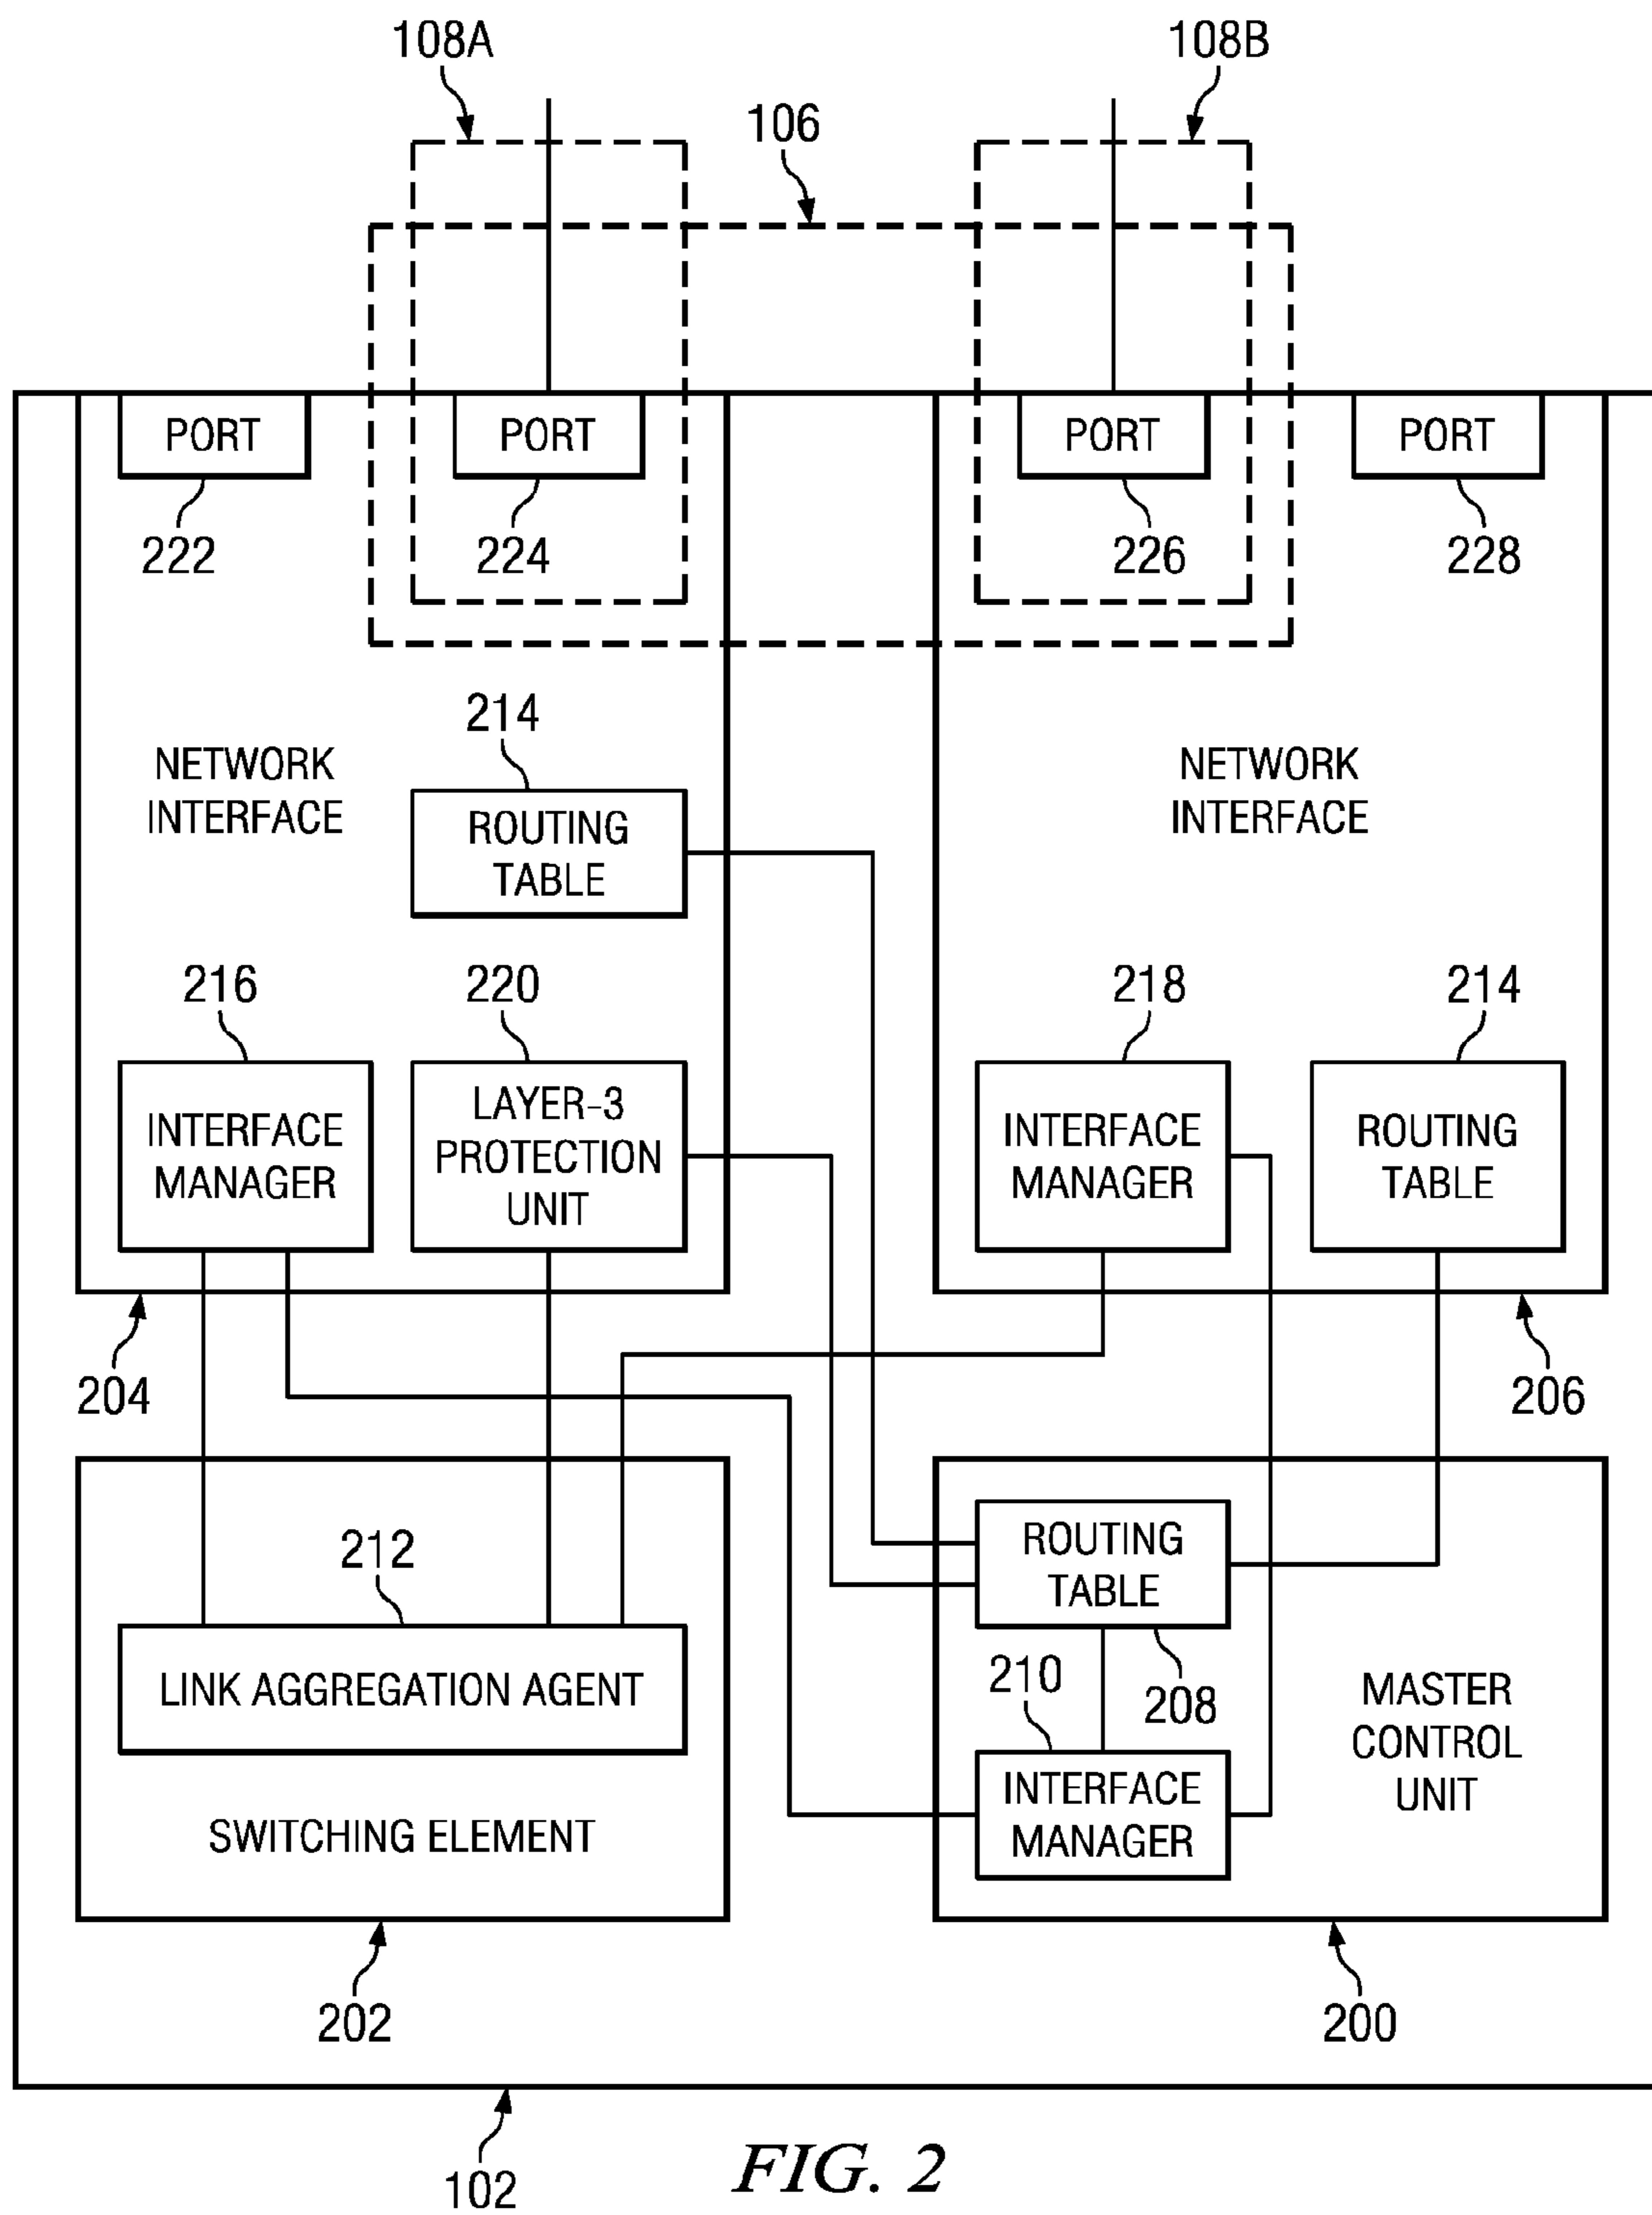 108A
108B
106
PORT
PORT
PORT
PORT
222
224
226
228
214
NETWORK
INTERFACE
NETWORK
INTERFACE
ROUTING
TABLE
216
220
218
214
INTERFACE
MANAGER
LAYER-3
PROTECTION
UNIT
INTERFACE
MANAGER
ROUTING
TABLE
204
206
212
ROUTING
TABLE
LINK AGGREGATION AGENT
210
208
MASTER
CONTROL
UNIT
INTERFACE
MANAGER
SWITCHING ELEMENT
202
200
102
FIG. 2